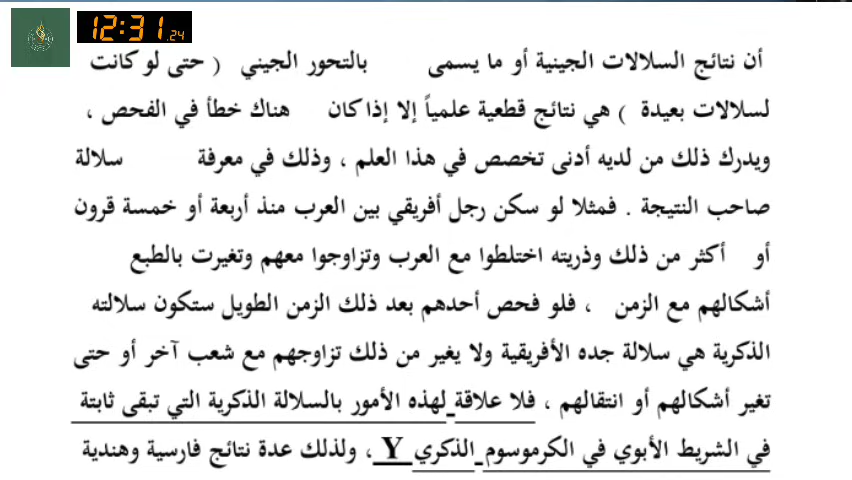 12:31.24
أن نتائج السلالات الجينية أو ما يسمى بالتحور الجيني ( حتى لو كانت
لسلالات بعيدة ) هي نتائج قطعية علمياً إلا إذا كان هناك خطأ في الفحص ،
ويدرك ذلك من لديه أدنى تخصص في هذا العلم ، وذلك في معرفة سلالة
صاحب النتيجة . فمثلا لو سكن رجل أفريقي بين العرب منذ أربعة أو خمسة قرون
أو أكثر من ذلك وذريته اختلطوا مع العرب وتزاوجوا معهم وتغيرت بالطبع
أشكالهم مع الزمن ، فلو فحص أحدهم بعد ذلك الزمن الطويل ستكون سلالته
الذكرية هي سلالة جده الأفريقية ولا يغير من ذلك تزاوجهم مع شعب آخر أو حتى
تغير أشكالهم أو انتقالهم ، فلا علاقة لهذه الأمور بالسلالة الذكرية التي تبقى ثابتة
في الشريط الأبوي في الكرموسوم الذكري Y ، ولذلك عدة نتائج فارسية وهندية